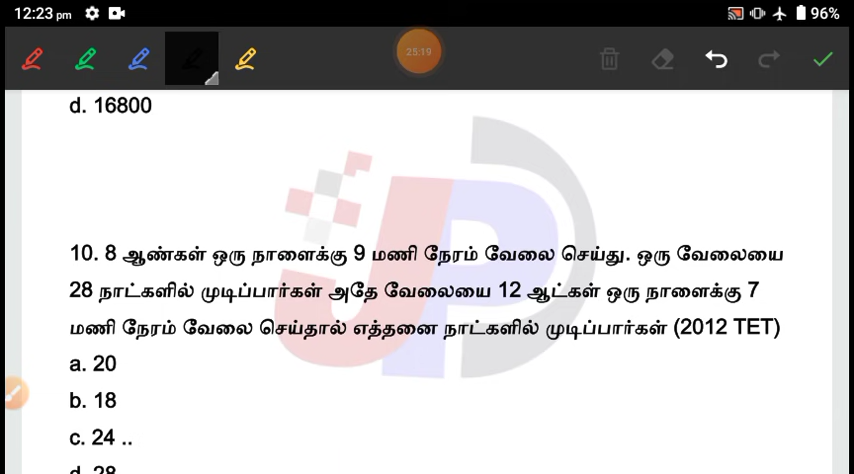 12:23 pm 96%
25:19
d. 16800
10. 8 ஆண்கள் ஒரு நாளைக்கு 9 மணி நேரம் வேலை செய்து. ஒரு வேலையை
28 நாட்களில் முடிப்பார்கள் அதே வேலையை 12 ஆட்கள் ஒரு நாளைக்கு 7
மணி நேரம் வேலை செய்தால் எத்தனை நாட்களில் முடிப்பார்கள் (2012 TET)
a. 20
b. 18
c. 24 ..
d. 28